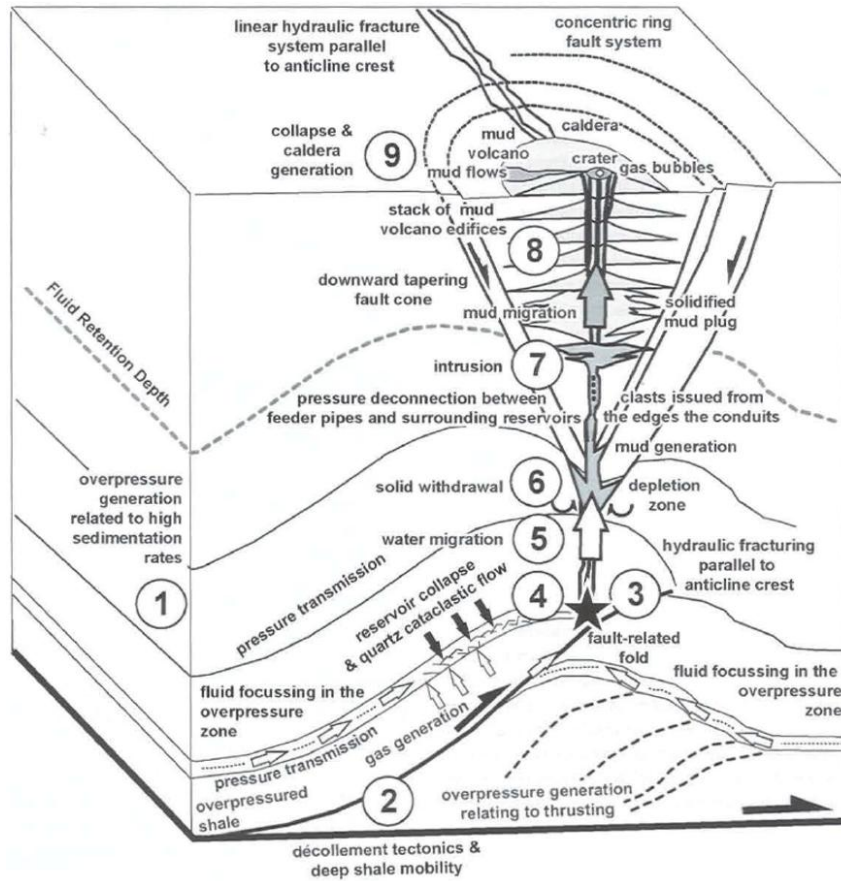 linear hydraulic fracture
system parallel
to anticline crest
concentric ring
fault system
collapse &
caldera
generation
9
mud
volcano
mud flows
caldera
crater
gas bubbles
stack of mud
volcano edifices
8
downward tapering
fault cone
mud migration
solidified
mud plug
Fluid Retention Depth
intrusion
7
pressure deconnection between
feeder pipes and surrounding reservoirs
clasts issued from
the edges the conduits
mud generation
overpressure
generation
related to high
sedimentation
rates
1
solid withdrawal
6
depletion
zone
water migration
5
hydraulic fracturing
parallel to
anticline crest
pressure transmission
reservoir collapse
& quartz cataclastic flow
4
3
fault-related
fold
fluid focussing in the
overpressure
zone
fluid focussing in the
overpressure
zone
gas generation
pressure transmission
overpressured
shale
2
overpressure generation
relating to thrusting
décollement tectonics &
deep shale mobility